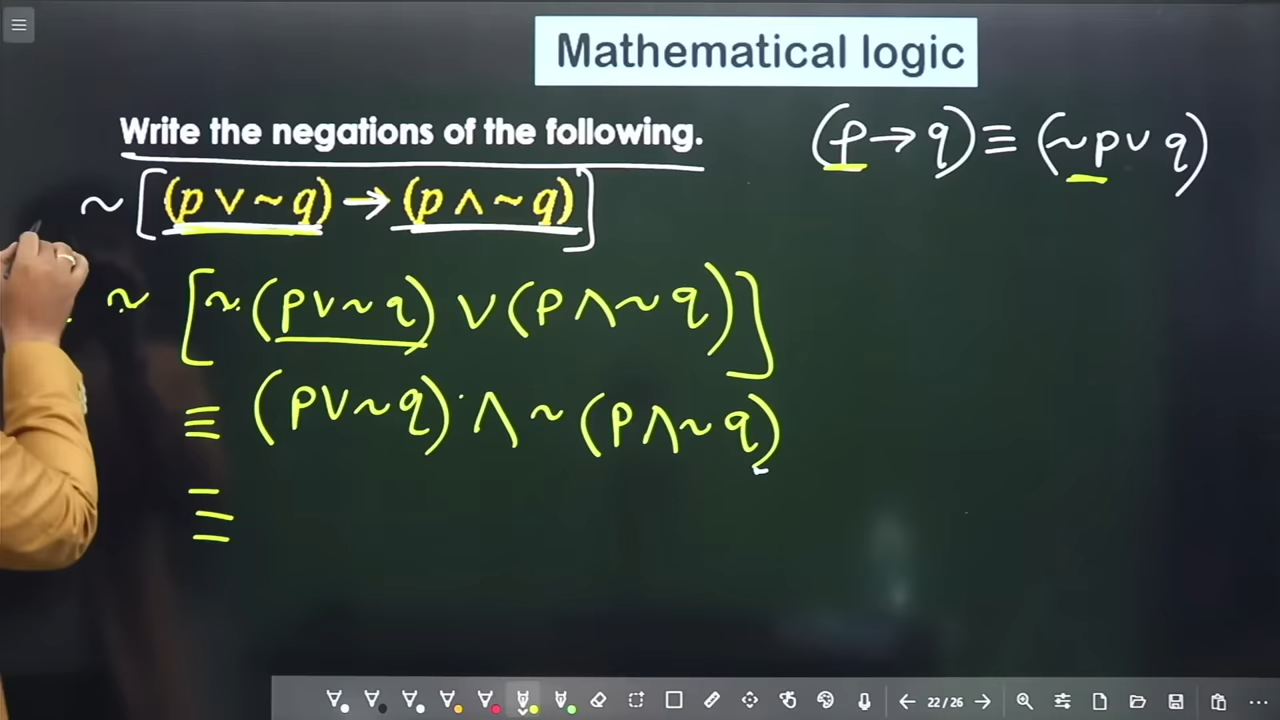 Mathematical logic
Write the negations of the following.
(p → q) ≡ (~p ∨ q)
~ [(p ∨ ~ q) → (p ∧ ~ q)]
~ [~ (p ∨ ~ q) ∨ (p ∧ ~ q)]
≡ (p ∨ ~ q) ∧ ~ (p ∧ ~ q)
≡
22 / 26